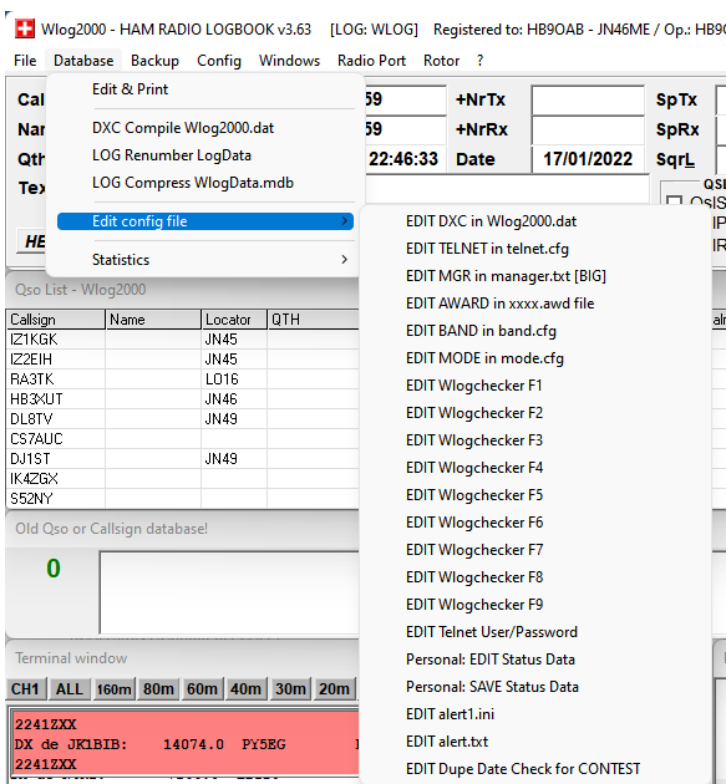 Wlog2000 - HAM RADIO LOGBOOK v3.63 [LOG: WLOG] Registered to: HB9OAB - JN46ME / Op.: HB9
File Database Backup Config Windows Radio Port Rotor ?
Edit & Print
DXC Compile Wlog2000.dat
LOG Renumber LogData
LOG Compress WlogData.mdb
Edit config file
Statistics
Cal 59 +NrTx SpTx
Nar 59 +NrRx SpRx
Qth 22:46:33 Date 17/01/2022 SqrL
Tex
HE
EDIT DXC in Wlog2000.dat
EDIT TELNET in telnet.cfg
EDIT MGR in manager.txt [BIG]
EDIT AWARD in xxxx.awd file
EDIT BAND in band.cfg
EDIT MODE in mode.cfg
EDIT Wlogchecker F1
EDIT Wlogchecker F2
EDIT Wlogchecker F3
EDIT Wlogchecker F4
EDIT Wlogchecker F5
EDIT Wlogchecker F6
EDIT Wlogchecker F7
EDIT Wlogchecker F8
EDIT Wlogchecker F9
EDIT Telnet User/Password
Personal: EDIT Status Data
Personal: SAVE Status Data
EDIT alert1.ini
EDIT alert.txt
EDIT Dupe Date Check for CONTEST
Qso List - Wlog2000
Callsign Name Locator QTH
IZ1KGK JN45
IZ2EIH JN45
RA3TK LO16
HB3XUT JN46
DL8TV JN49
CS7AUC
DJ1ST JN49
IK4ZGX
S52NY
Old Qso or Callsign database!
0
Terminal window
CH1 ALL 160m 80m 60m 40m 30m 20m
2241ZXX
DX de JK1BIB: 14074.0 PY5EG
2241ZXX